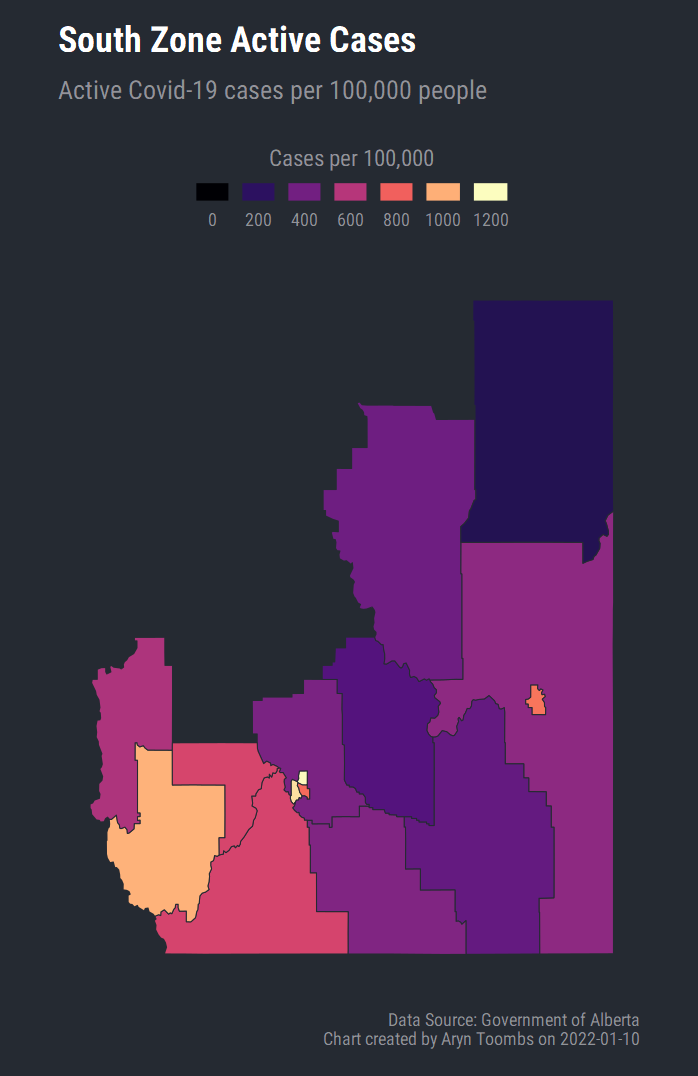 South Zone Active Cases
Active Covid-19 cases per 100,000 people
Cases per 100,000
0 200 400 600 800 1000 1200
Data Source: Government of Alberta
Chart created by Aryn Toombs on 2022-01-10